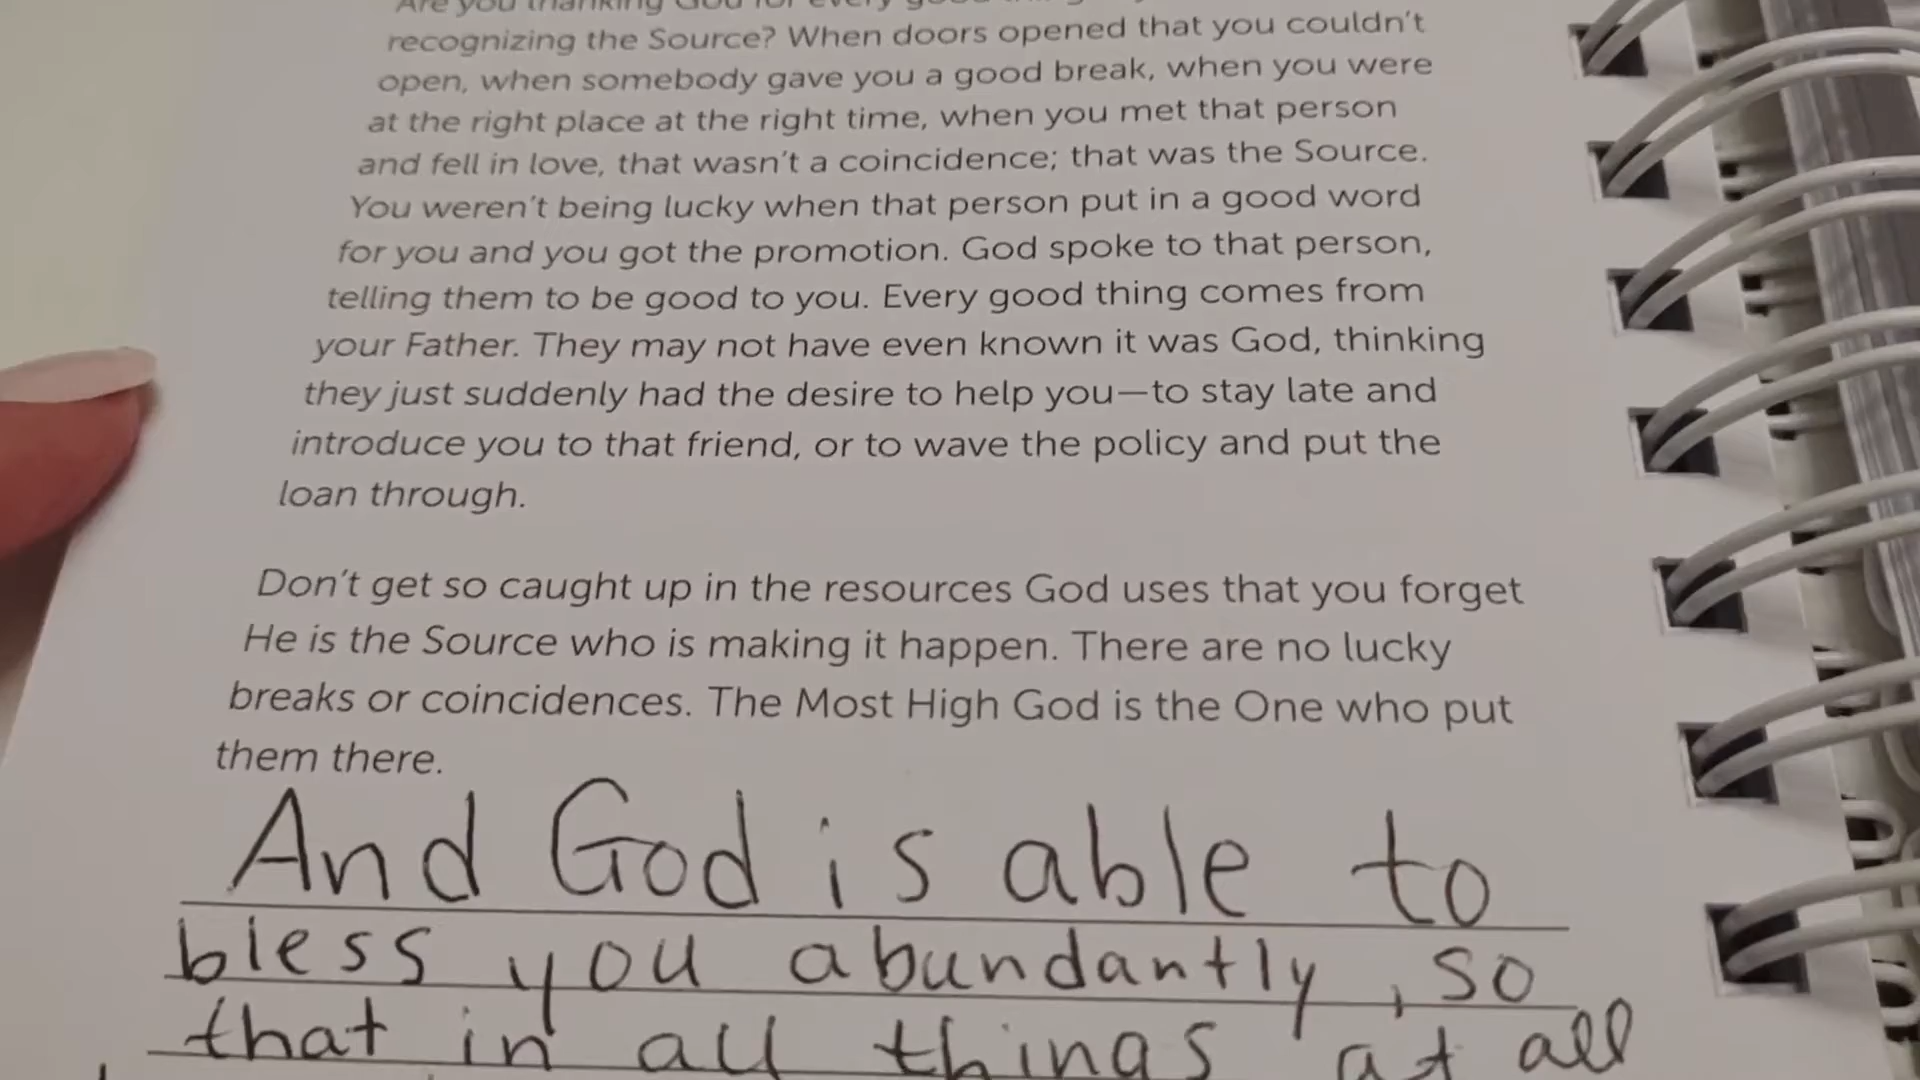 Are you thanking God for every good
recognizing the Source? When doors opened that you couldn't
open, when somebody gave you a good break, when you were
at the right place at the right time, when you met that person
and fell in love, that wasn't a coincidence; that was the Source.
You weren't being lucky when that person put in a good word
for you and you got the promotion. God spoke to that person,
telling them to be good to you. Every good thing comes from
your Father. They may not have even known it was God, thinking
they just suddenly had the desire to help you—to stay late and
introduce you to that friend, or to wave the policy and put the
loan through.
Don't get so caught up in the resources God uses that you forget
He is the Source who is making it happen. There are no lucky
breaks or coincidences. The Most High God is the One who put
them there.
And God is able to
bless you abundantly, so
that in all things at all